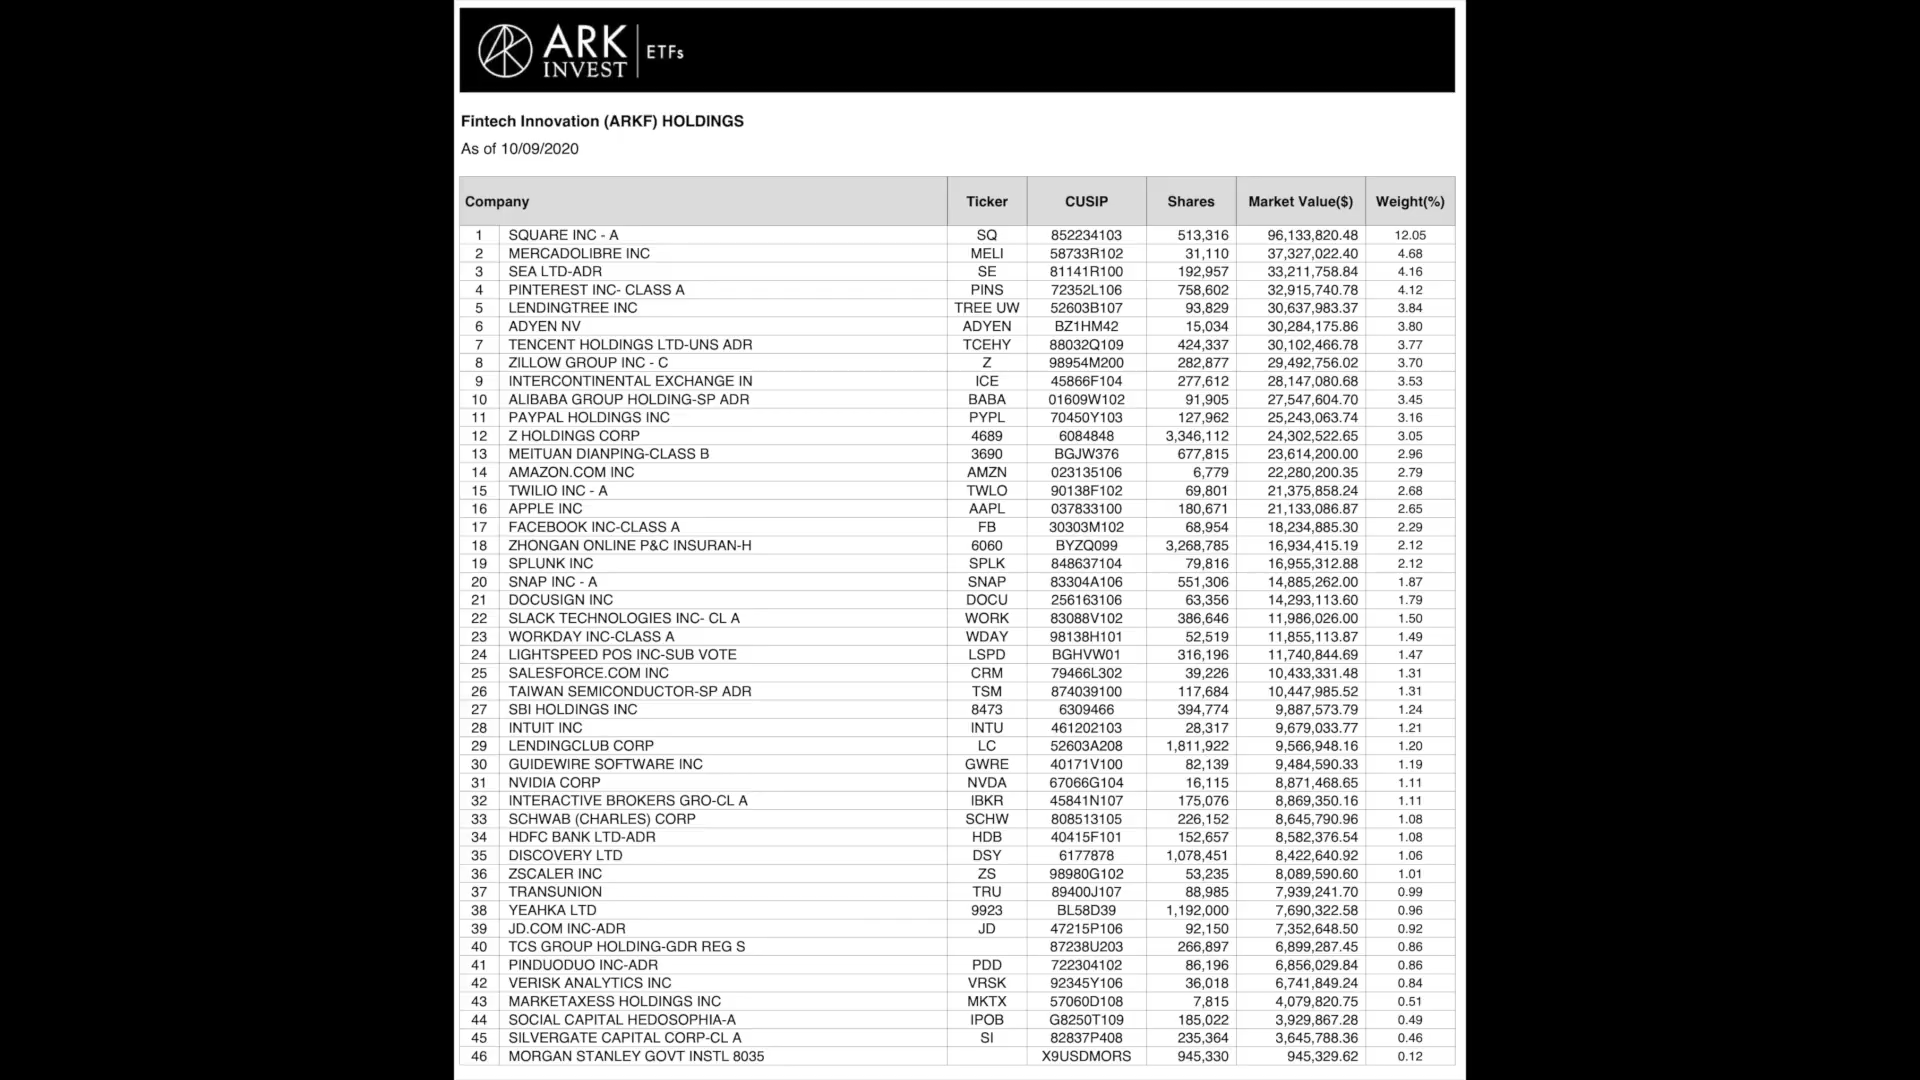 ARK INVEST ETFs
Fintech Innovation (ARKF) HOLDINGS
As of 10/09/2020
Company Ticker CUSIP Shares Market Value($) Weight(%)
1 SQUARE INC - A SQ 852234103 513,316 96,133,820.48 12.05
2 MERCADOLIBRE INC MELI 58733R102 31,110 37,327,022.40 4.68
3 SEA LTD-ADR SE 81141R100 192,957 33,211,758.84 4.16
4 PINTEREST INC- CLASS A PINS 72352L106 758,602 32,915,740.78 4.12
5 LENDINGTREE INC TREE UW 52603B107 93,829 30,637,983.37 3.84
6 ADYEN NV ADYEN BZ1HM42 15,034 30,284,175.86 3.80
7 TENCENT HOLDINGS LTD-UNS ADR TCEHY 88032Q109 424,337 30,102,466.78 3.77
8 ZILLOW GROUP INC - C Z 98954M200 282,877 29,492,756.02 3.70
9 INTERCONTINENTAL EXCHANGE IN ICE 45866F104 277,612 28,147,080.68 3.53
10 ALIBABA GROUP HOLDING-SP ADR BABA 01609W102 91,905 27,547,604.70 3.45
11 PAYPAL HOLDINGS INC PYPL 70450Y103 127,962 25,243,063.74 3.16
12 Z HOLDINGS CORP 4689 6084848 3,346,112 24,302,522.65 3.05
13 MEITUAN DIANPING-CLASS B 3690 BGJW376 677,815 23,614,200.00 2.96
14 AMAZON.COM INC AMZN 023135106 6,779 22,280,200.35 2.79
15 TWILIO INC - A TWLO 90138F102 69,801 21,375,858.24 2.68
16 APPLE INC AAPL 037833100 180,671 21,133,086.87 2.65
17 FACEBOOK INC-CLASS A FB 30303M102 68,954 18,234,885.30 2.29
18 ZHONGAN ONLINE P&C INSURAN-H 6060 BYZQ099 3,268,785 16,934,415.19 2.12
19 SPLUNK INC SPLK 848637104 79,816 16,955,312.88 2.12
20 SNAP INC - A SNAP 83304A106 551,306 14,885,262.00 1.87
21 DOCUSIGN INC DOCU 256163106 63,356 14,293,113.60 1.79
22 SLACK TECHNOLOGIES INC- CL A WORK 83088V102 386,646 11,986,026.00 1.50
23 WORKDAY INC-CLASS A WDAY 98138H101 52,519 11,855,113.87 1.49
24 LIGHTSPEED POS INC-SUB VOTE LSPD BGHVW01 316,196 11,740,844.69 1.47
25 SALESFORCE.COM INC CRM 79466L302 39,226 10,433,331.48 1.31
26 TAIWAN SEMICONDUCTOR-SP ADR TSM 874039100 117,684 10,447,985.52 1.31
27 SBI HOLDINGS INC 8473 6309466 394,774 9,887,573.79 1.24
28 INTUIT INC INTU 461202103 28,317 9,679,033.77 1.21
29 LENDINGCLUB CORP LC 52603A208 1,811,922 9,566,948.16 1.20
30 GUIDEWIRE SOFTWARE INC GWRE 40171V100 82,139 9,484,590.33 1.19
31 NVIDIA CORP NVDA 67066G104 16,115 8,871,468.65 1.11
32 INTERACTIVE BROKERS GRO-CL A IBKR 45841N107 175,076 8,869,350.16 1.11
33 SCHWAB (CHARLES) CORP SCHW 808513105 226,152 8,645,790.96 1.08
34 HDFC BANK LTD-ADR HDB 40415F101 152,657 8,582,376.54 1.08
35 DISCOVERY LTD DSY 6177878 1,078,451 8,422,640.92 1.06
36 ZSCALER INC ZS 98980G102 53,235 8,089,590.60 1.01
37 TRANSUNION TRU 89400J107 88,985 7,939,241.70 0.99
38 YEAHKA LTD 9923 BL58D39 1,192,000 7,690,322.58 0.96
39 JD.COM INC-ADR JD 47215P106 92,150 7,352,648.50 0.92
40 TCS GROUP HOLDING-GDR REG S 87238U203 266,897 6,899,287.45 0.86
41 PINDUODUO INC-ADR PDD 722304102 86,196 6,856,029.84 0.86
42 VERISK ANALYTICS INC VRSK 92345Y106 36,018 6,741,849.24 0.84
43 MARKETAXESS HOLDINGS INC MKTX 57060D108 7,815 4,079,820.75 0.51
44 SOCIAL CAPITAL HEDOSOPHIA-A IPOB G8250T109 185,022 3,929,867.28 0.49
45 SILVERGATE CAPITAL CORP-CL A SI 82837P408 235,364 3,645,788.36 0.46
46 MORGAN STANLEY GOVT INSTL 8035 X9USDMORS 945,330 945,329.62 0.12